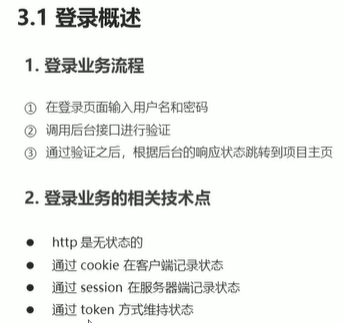 3.1 登录概述
1. 登录业务流程
① 在登录页面输入用户名和密码
② 调用后台接口进行验证
③ 通过验证之后，根据后台的响应状态跳转到项目主页
2. 登录业务的相关技术点
● http 是无状态的
● 通过 cookie 在客户端记录状态
● 通过 session 在服务器端记录状态
● 通过 token 方式维持状态